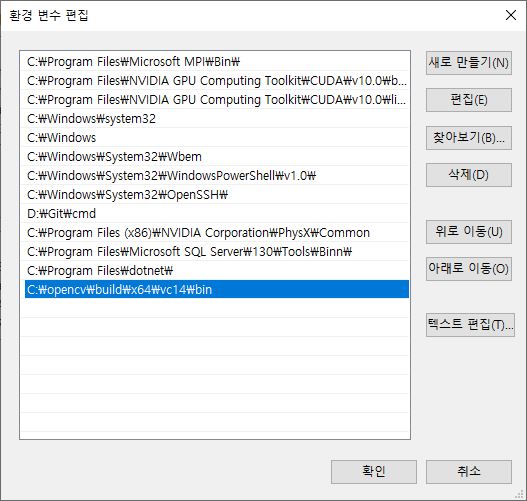 환경 변수 편집
C:₩Program Files₩Microsoft MPI₩Bin₩
새로 만들기(N)
C:₩Program Files₩NVIDIA GPU Computing Toolkit₩CUDA₩v10.0₩b...
C:₩Program Files₩NVIDIA GPU Computing Toolkit₩CUDA₩v10.0₩li...
편집(E)
C:₩Windows₩system32
C:₩Windows
찾아보기(B)...
C:₩Windows₩System32₩Wbem
C:₩Windows₩System32₩WindowsPowerShell₩v1.0₩
삭제(D)
C:₩Windows₩System32₩OpenSSH₩
D:₩Git₩cmd
C:₩Program Files (x86)₩NVIDIA Corporation₩PhysX₩Common
위로 이동(U)
C:₩Program Files₩Microsoft SQL Server₩130₩Tools₩Binn₩
C:₩Program Files₩dotnet₩
아래로 이동(O)
C:₩opencv₩build₩x64₩vc14₩bin
텍스트 편집(T)...
확인
취소